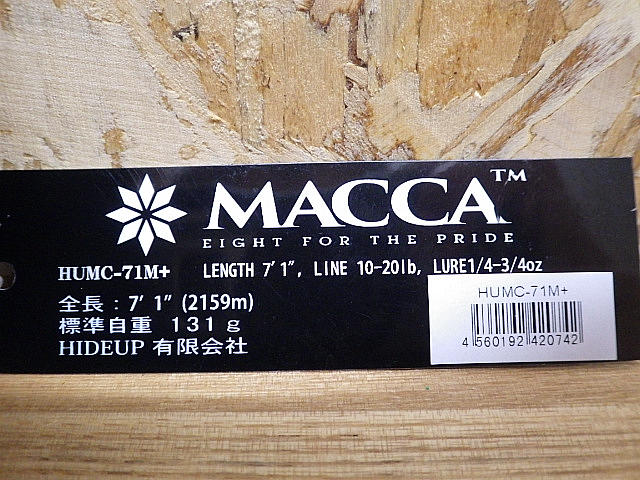 MACCA™
EIGHT FOR THE PRIDE
HUMC-71M+ LENGTH 7'1", LINE 10-20lb, LURE1/4-3/4oz
全長：7' 1" (2159m)
標準自重 131g
HIDEUP 有限会社
HUMC-71M+
4 560192 420742